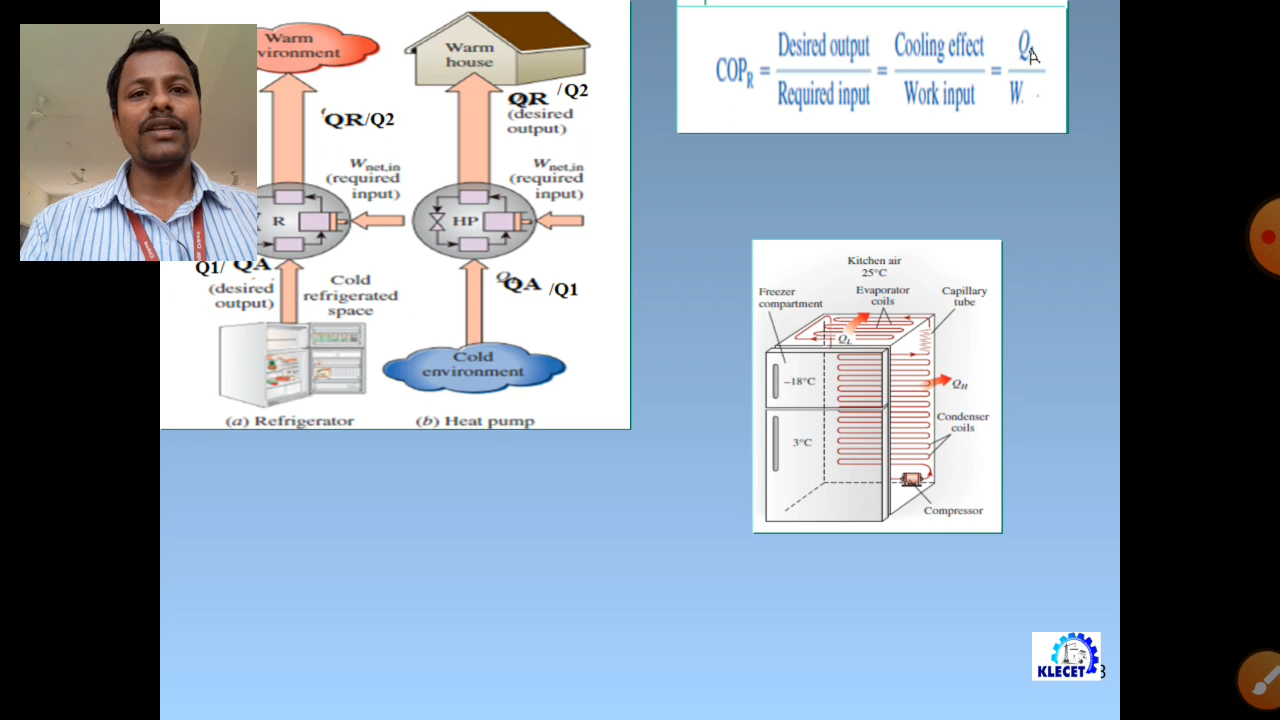 Warm
vironment
Warm
house
QR/Q2
QR /Q2
(desired
output)
Wnet,in
(required
input)
Wnet,in
(required
input)
R
HP
Q1/ QA
(desired
output)
Cold
refrigerated
space
QA /Q1
Cold
environment
(a) Refrigerator
(b) Heat pump
COPR = Desired output / Required input = Cooling effect / Work input = QA / W.
Kitchen air
25°C
Freezer
compartment
Evaporator
coils
Capillary
tube
QL
–18°C
QH
Condenser
coils
3°C
Compressor
KLECET
3